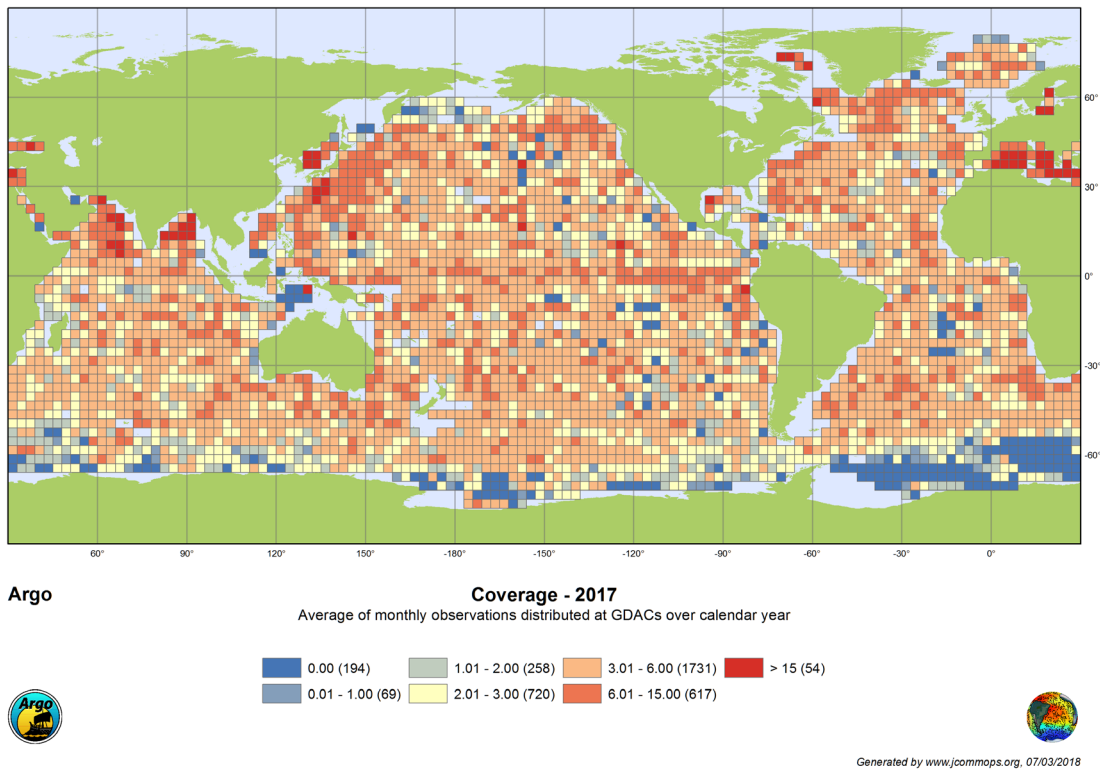 60°
30°
0°
-30°
-60°
60°
90°
120°
150°
-180°
-150°
-120°
-90°
-60°
-30°
0°
Argo
Coverage - 2017
Average of monthly observations distributed at GDACs over calendar year
0.00 (194)
1.01 - 2.00 (258)
3.01 - 6.00 (1731)
> 15 (54)
0.01 - 1.00 (69)
2.01 - 3.00 (720)
6.01 - 15.00 (617)
Argo
Generated by www.jcommops.org, 07/03/2018